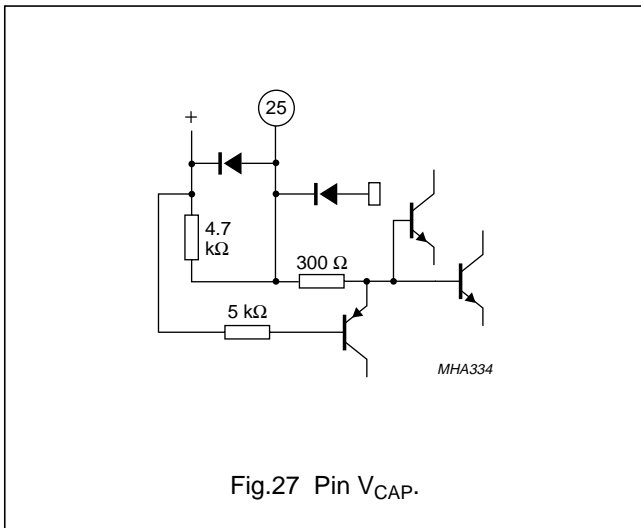 25
+
4.7
kΩ
300 Ω
5 kΩ
MHA334
Fig.27 Pin VCAP.